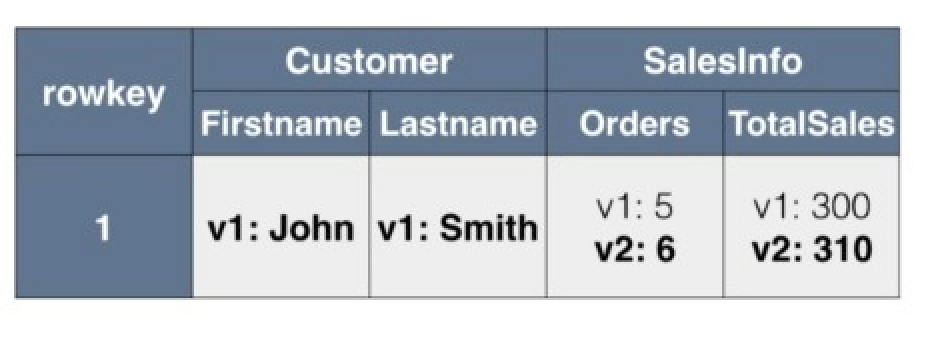 rowkey
Customer
SalesInfo
Firstname
Lastname
Orders
TotalSales
1
v1: John
v1: Smith
v1: 5
v2: 6
v1: 300
v2: 310